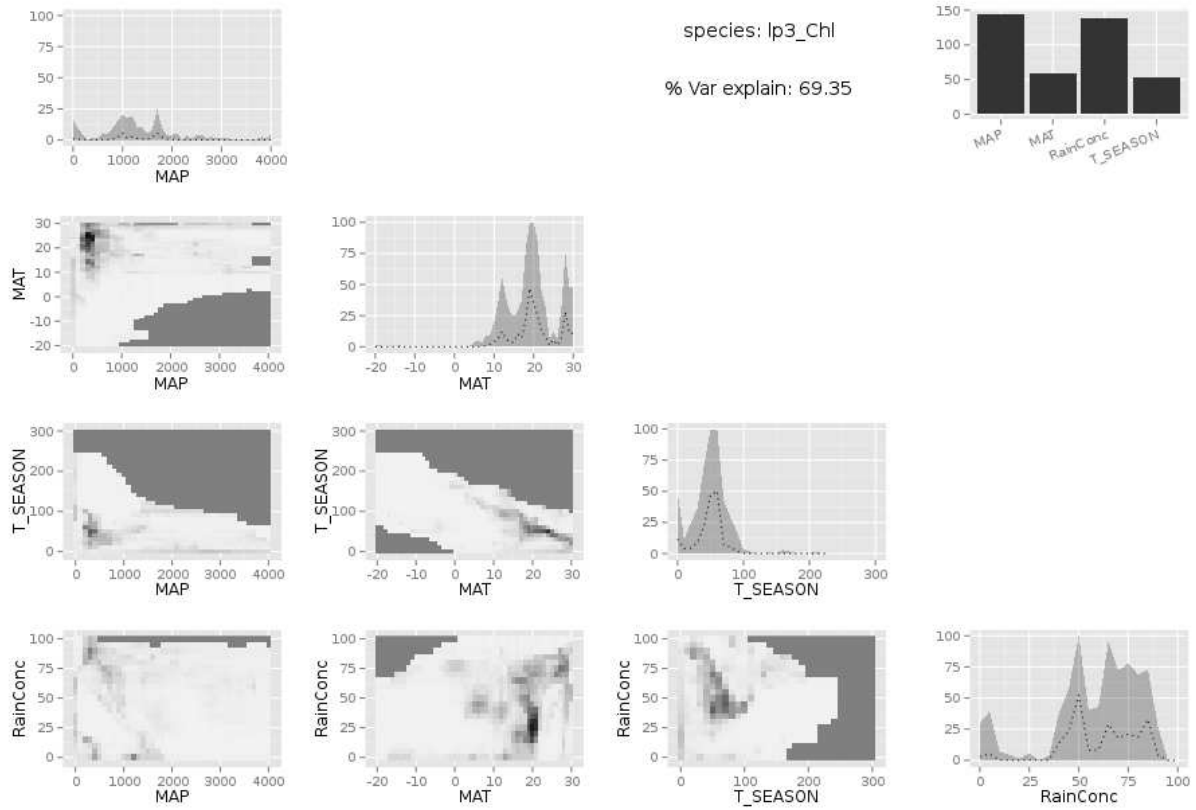 100
75
50
25
0
0 1000 2000 3000 4000
MAP
species: lp3_Chl
% Var explain: 69.35
150
100
50
0
MAP MAT RainConc T_SEASON
MAT
30
20
10
0
-10
-20
0 1000 2000 3000 4000
MAP
100
75
50
25
0
-20 -10 0 10 20 30
MAT
T_SEASON
300
200
100
0
0 1000 2000 3000 4000
MAP
T_SEASON
300
200
100
0
-20 -10 0 10 20 30
MAT
100
75
50
25
0
0 100 200 300
T_SEASON
RainConc
100
75
50
25
0
0 1000 2000 3000 4000
MAP
RainConc
100
75
50
25
0
-20 -10 0 10 20 30
MAT
RainConc
100
75
50
25
0
0 100 200 300
T_SEASON
100
75
50
25
0
0 25 50 75 100
RainConc